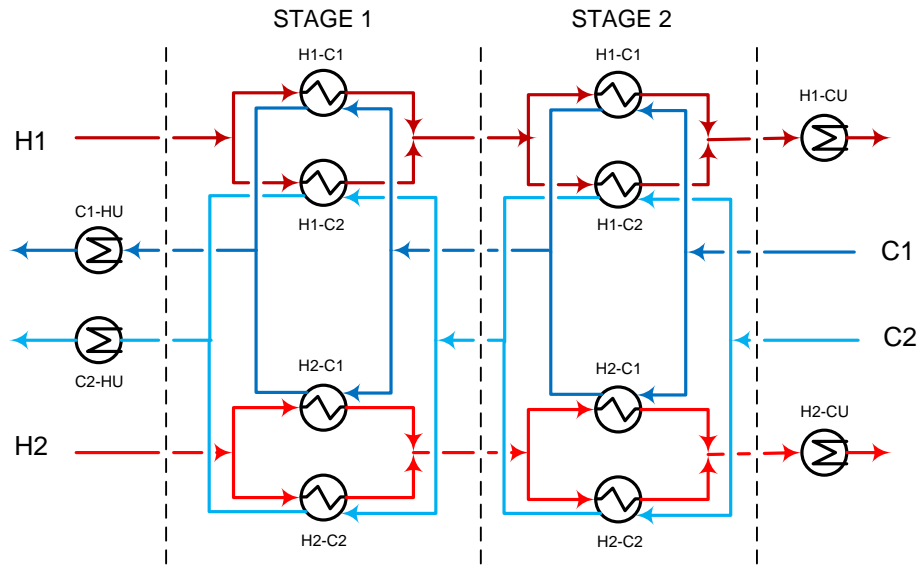 STAGE 1
STAGE 2
H1-C1
H1-C1
H1-CU
H1
H1-C2
H1-C2
C1-HU
C1
C2
C2-HU
H2-C1
H2-C1
H2-CU
H2
H2-C2
H2-C2